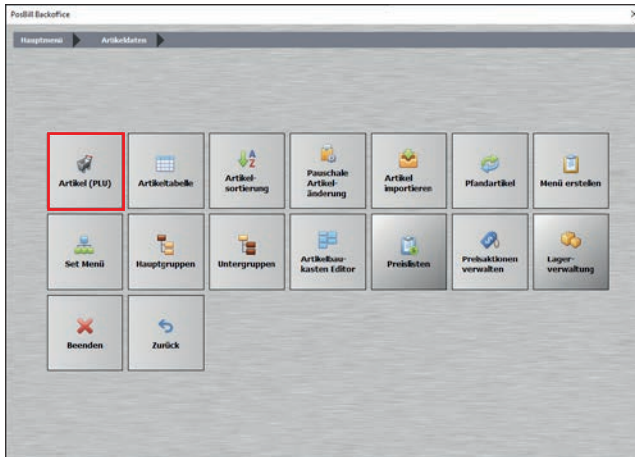 PosBill Backoffice
Hauptmenü
Artikeldaten
Artikel (PLU)
Artikeltabelle
Artikel-
sortierung
Pauschale
Artikel-
änderung
Artikel
importieren
Pfandartikel
Menü erstellen
Set Menü
Hauptgruppen
Untergruppen
Artikelbau-
kasten Editor
Preislisten
Preisaktionen
verwalten
Lager-
verwaltung
Beenden
Zurück